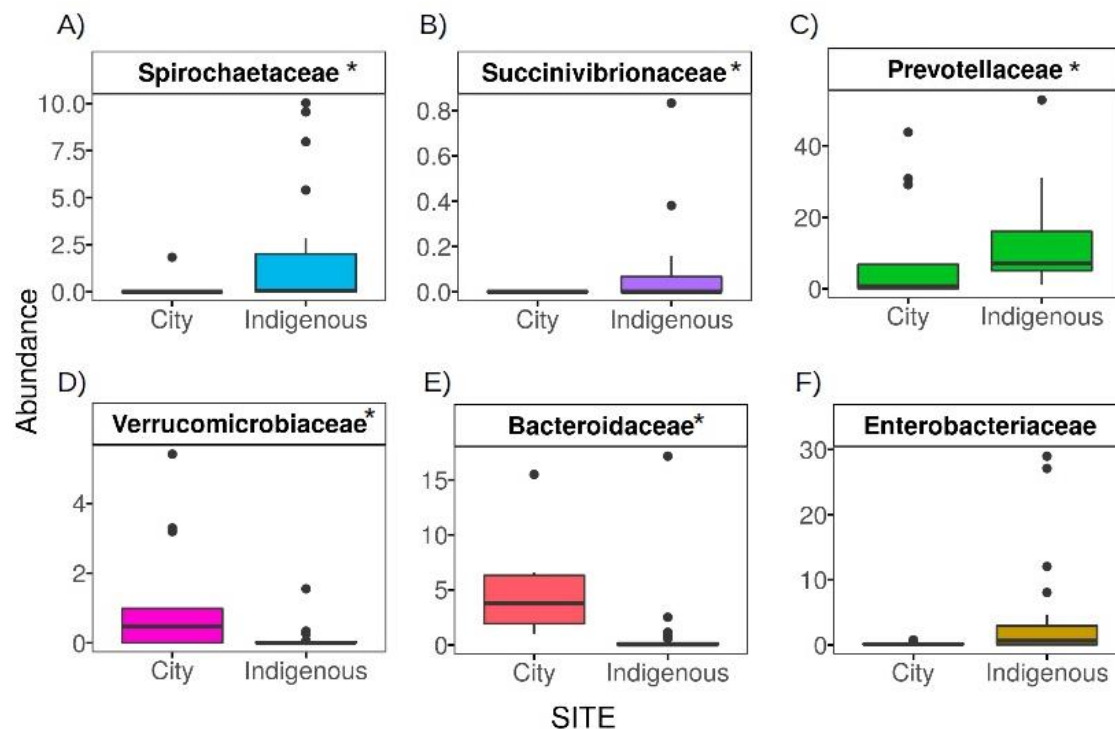 A)
Spirochaetaceae *
10.0
7.5
5.0
2.5
0.0
City Indigenous
B)
Succinivibrionaceae *
0.8
0.6
0.4
0.2
0.0
City Indigenous
C)
Prevotellaceae *
40
20
0
City Indigenous
Abundance
D)
Verrucomicrobiaceae*
4
2
0
City Indigenous
E)
Bacteroidaceae*
15
10
5
0
City Indigenous
F)
Enterobacteriaceae
30
20
10
0
City Indigenous
SITE